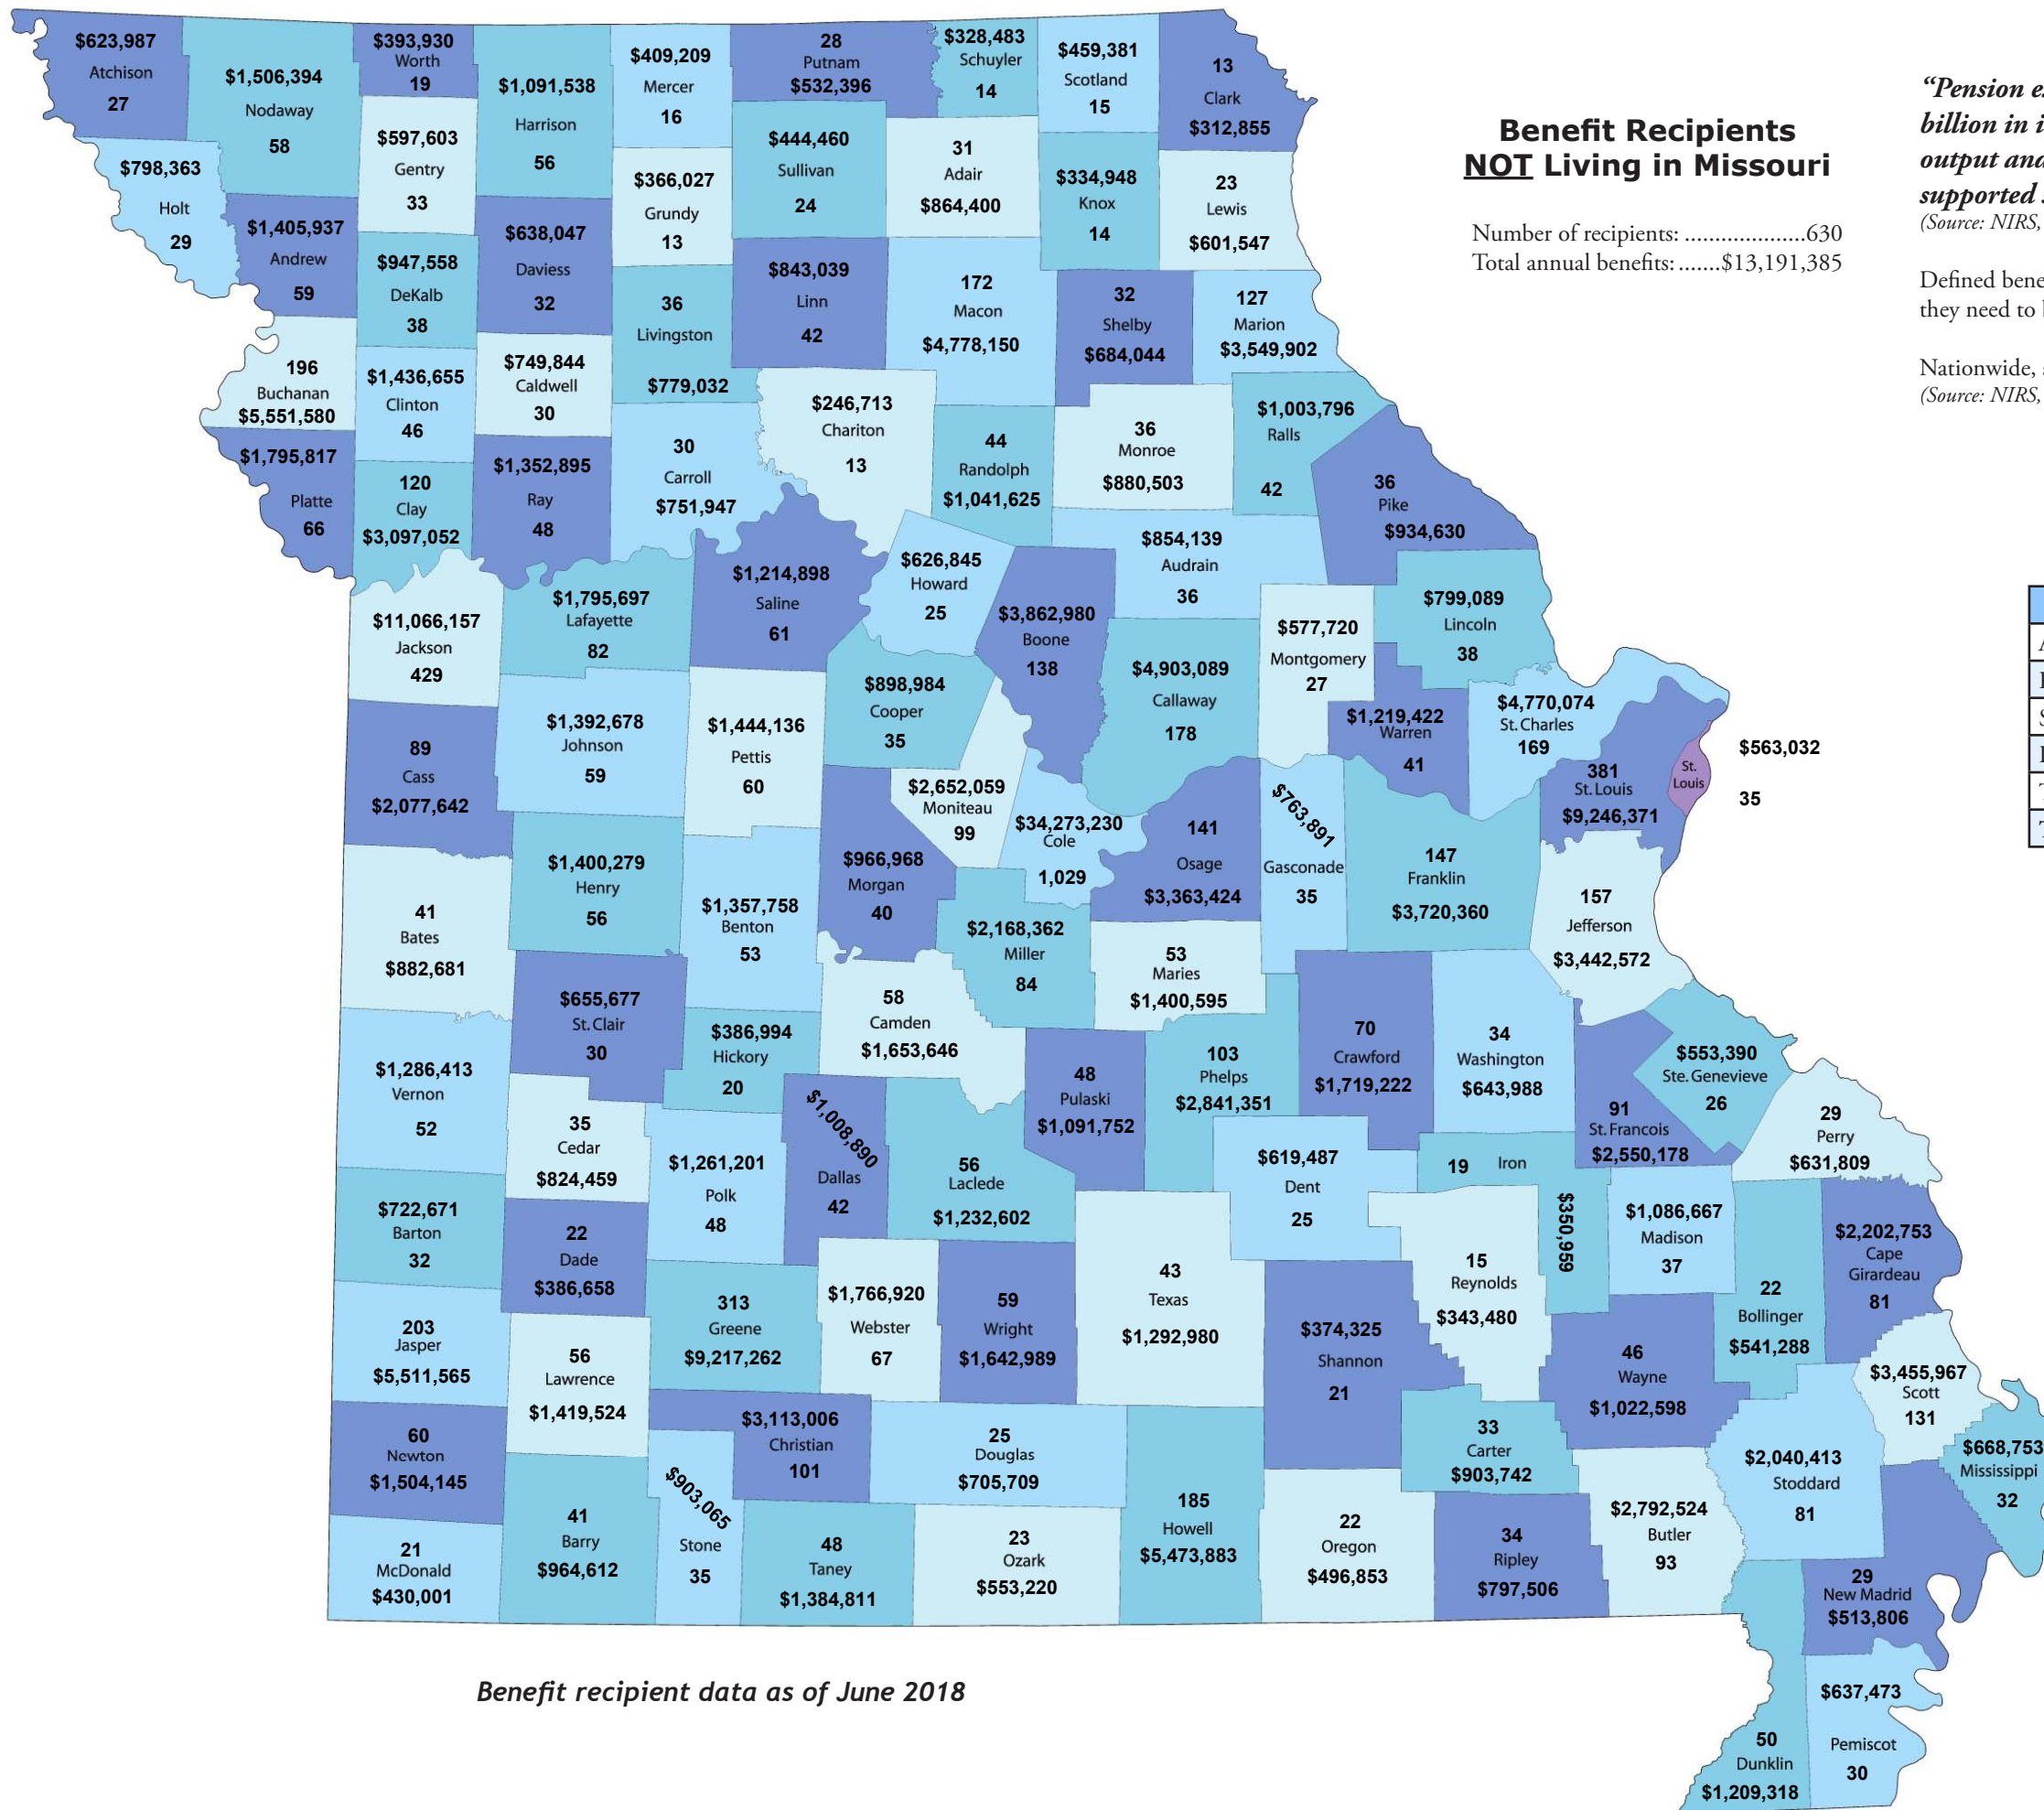 $623,987
Atchison
27
$1,506,394
Nodaway
58
$393,930
Worth
19
$1,091,538
Harrison
56
$409,209
Mercer
16
28
Putnam
$532,396
$328,483
Schuyler
14
$459,381
Scotland
15
13
Clark
$312,855
$798,363
Holt
29
$1,405,937
Andrew
59
$597,603
Gentry
33
$947,558
DeKalb
38
$638,047
Daviess
32
$366,027
Grundy
13
$444,460
Sullivan
24
31
Adair
$864,400
$334,948
Knox
14
23
Lewis
$601,547
36
Livingston
$779,032
$843,039
Linn
42
172
Macon
$4,778,150
32
Shelby
$684,044
127
Marion
$3,549,902
196
Buchanan
$5,551,580
$1,436,655
Clinton
46
$749,844
Caldwell
30
30
Carroll
$751,947
$246,713
Chariton
13
44
Randolph
$1,041,625
36
Monroe
$880,503
$1,003,796
Ralls
42
36
Pike
$934,630
$1,795,817
Platte
66
120
Clay
$3,097,052
$1,352,895
Ray
48
$11,066,157
Jackson
429
$1,795,697
Lafayette
82
$1,214,898
Saline
61
$626,845
Howard
25
$3,862,980
Boone
138
$854,139
Audrain
36
$4,903,089
Callaway
178
$577,720
Montgomery
27
$799,089
Lincoln
38
$1,219,422
Warren
41
$4,770,074
St. Charles
169
381
St. Louis
$9,246,371
St.
Louis
$563,032
35
89
Cass
$2,077,642
$1,392,678
Johnson
59
$1,444,136
Pettis
60
$898,984
Cooper
35
$2,652,059
Moniteau
99
$34,273,230
Cole
1,029
141
Osage
$3,363,424
$763,891
Gasconade
35
147
Franklin
$3,720,360
157
Jefferson
$3,442,572
41
Bates
$882,681
$1,400,279
Henry
56
$1,357,758
Benton
53
$966,968
Morgan
40
$2,168,362
Miller
84
53
Maries
$1,400,595
58
Camden
$1,653,646
$655,677
St. Clair
30
$386,994
Hickory
20
48
Pulaski
$1,091,752
103
Phelps
$2,841,351
70
Crawford
$1,719,222
34
Washington
$643,988
91
St. Francois
$2,550,178
$553,390
Ste. Genevieve
26
29
Perry
$631,809
$1,286,413
Vernon
52
35
Cedar
$824,459
$1,261,201
Polk
48
$1,008,890
Dallas
42
56
Laclede
$1,232,602
$619,487
Dent
25
19
Iron
$350,959
$1,086,667
Madison
37
22
Bollinger
$541,288
$2,202,753
Cape
Girardeau
81
$722,671
Barton
32
22
Dade
$386,658
313
Greene
$9,217,262
$1,766,920
Webster
67
59
Wright
$1,642,989
43
Texas
$1,292,980
$374,325
Shannon
21
15
Reynolds
$343,480
46
Wayne
$1,022,598
$3,455,967
Scott
131
$668,753
Mississippi
32
203
Jasper
$5,511,565
56
Lawrence
$1,419,524
$3,113,006
Christian
101
25
Douglas
$705,709
185
Howell
$5,473,883
33
Carter
$903,742
$2,792,524
Butler
93
$2,040,413
Stoddard
81
60
Newton
$1,504,145
21
McDonald
$430,001
41
Barry
$964,612
$903,065
Stone
35
48
Taney
$1,384,811
23
Ozark
$553,220
22
Oregon
$496,853
34
Ripley
$797,506
29
New Madrid
$513,806
$637,473
Pemiscot
30
50
Dunklin
$1,209,318
Benefit Recipients
NOT Living in Missouri
Number of recipients: ....................630
Total annual benefits: .......$13,191,385
“Pension
billion in
output and
supported
(Source: NIRS,
Defined
they need to
Nationwide,
(Source: NIRS,
Benefit recipient data as of June 2018